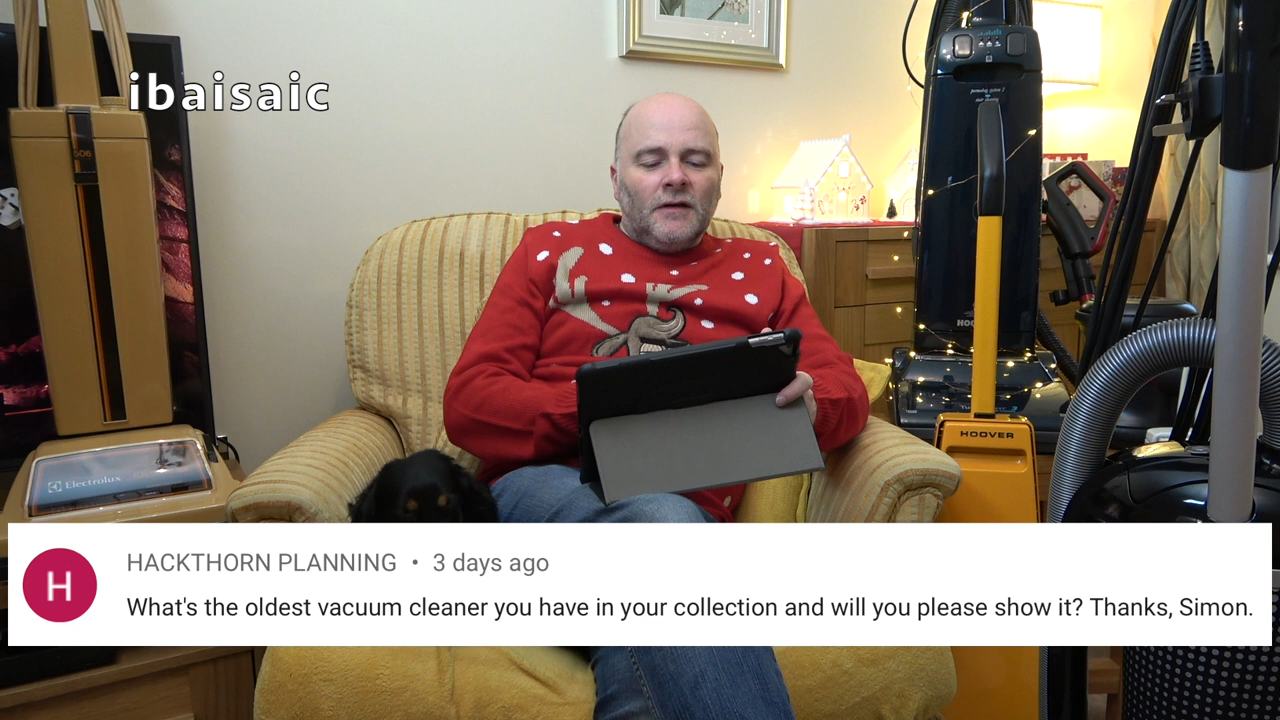 ibaisaic
506
Electrolux
HOOVER
H
HACKTHORN PLANNING • 3 days ago
What's the oldest vacuum cleaner you have in your collection and will you please show it? Thanks, Simon.